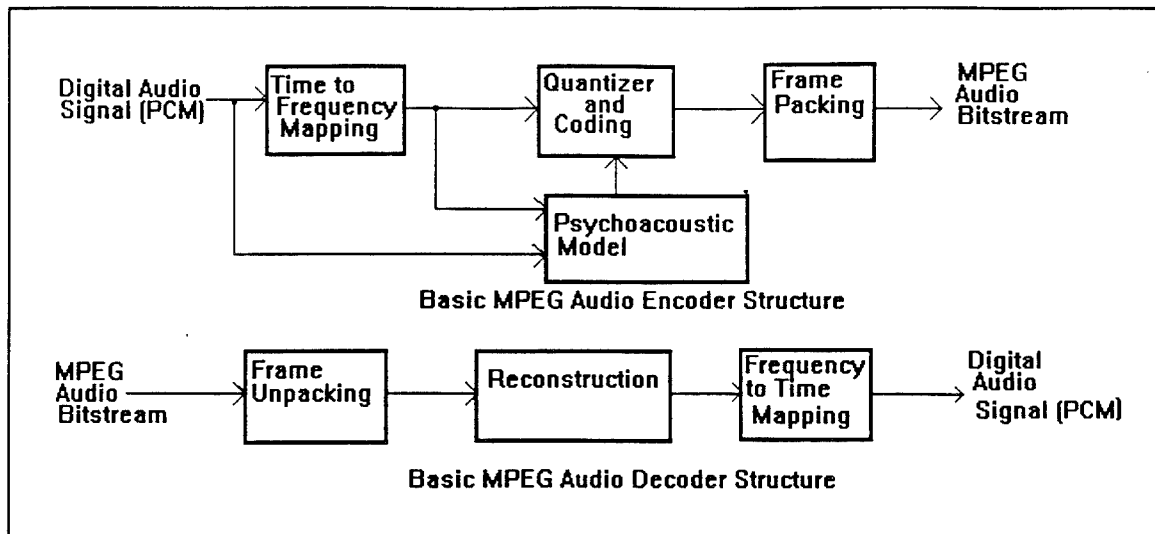 Digital Audio
Signal (PCM)
Time to
Frequency
Mapping
Quantizer
and
Coding
Frame
Packing
MPEG
Audio
Bitstream
Psychoacoustic
Model
Basic MPEG Audio Encoder Structure
MPEG
Audio
Bitstream
Frame
Unpacking
Reconstruction
Frequency
to Time
Mapping
Digital
Audio
Signal (PCM)
Basic MPEG Audio Decoder Structure